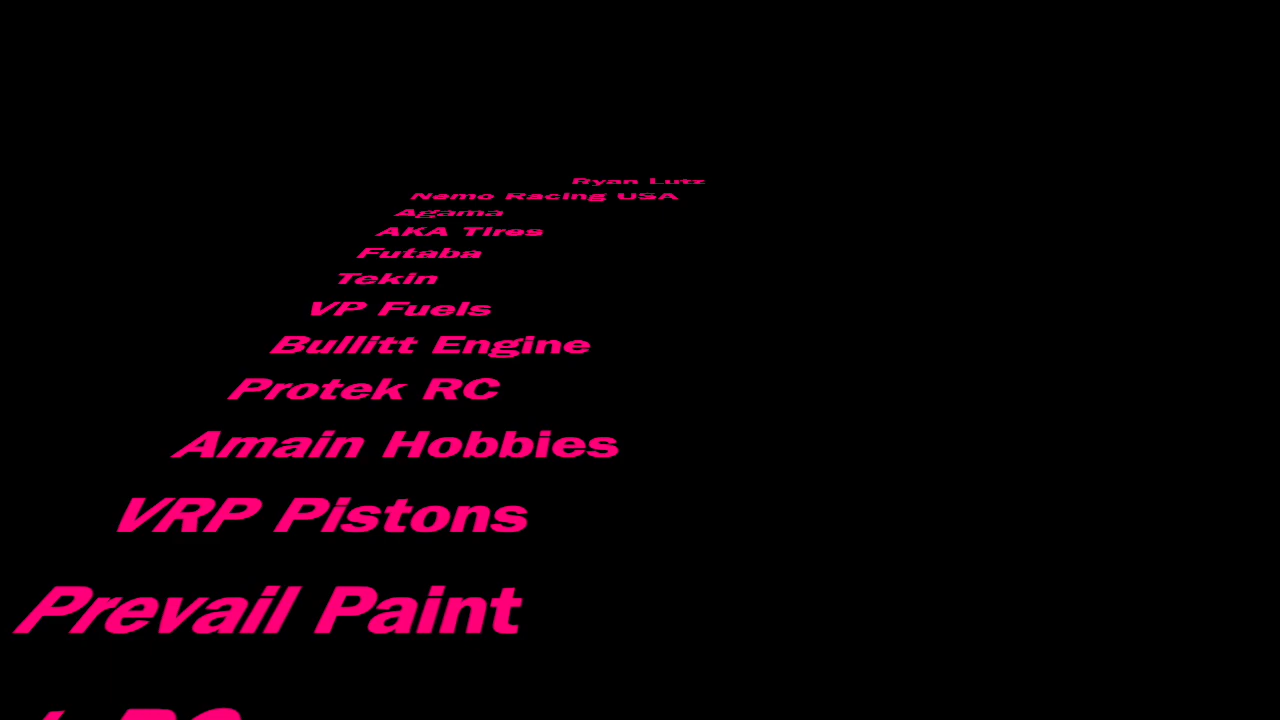 Ryan Lutz
Nemo Racing USA
Agama
AKA Tires
Futaba
Tekin
VP Fuels
Bullitt Engine
Protek RC
Amain Hobbies
VRP Pistons
Prevail Paint
RC